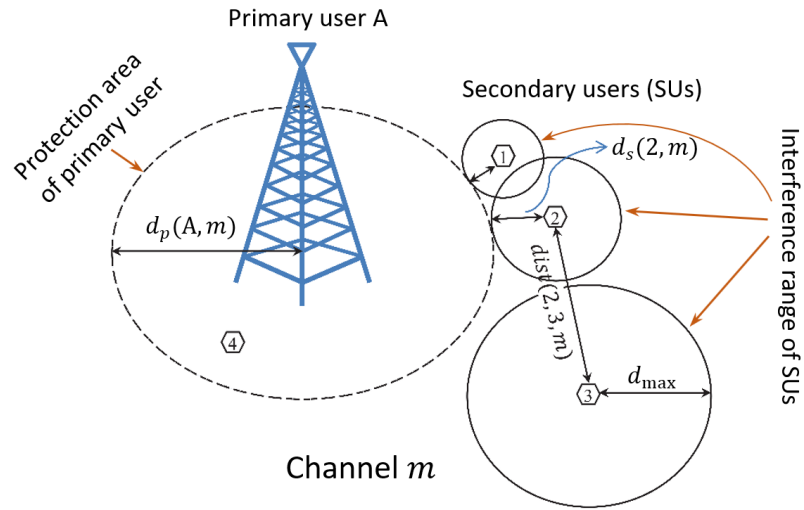 Primary user A
Protection area
of primary user
Secondary users (SUs)
1
d_s(2, m)
Interference range of SUs
2
d_p(A, m)
dist(2,3, m)
4
3
d_max
Channel m